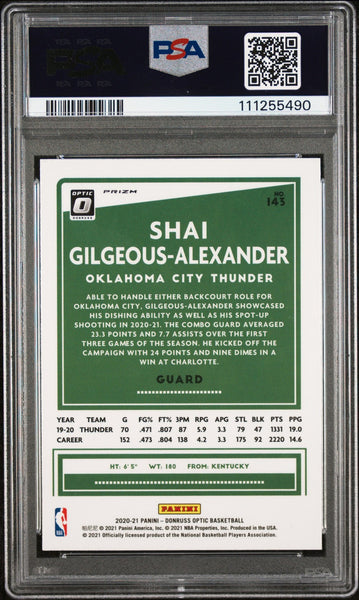 PSA
PSA
111255490
OPTIC
DONRUSS
PRIZM
NO.
143
SHAI
GILGEOUS-ALEXANDER
OKLAHOMA CITY THUNDER
ABLE TO HANDLE EITHER BACKCOURT ROLE FOR
OKLAHOMA CITY, GILGEOUS-ALEXANDER SHOWCASED
HIS DISHING ABILITY AS WELL AS HIS SPOT-UP
SHOOTING IN 2020-21. THE COMBO GUARD AVERAGED
23.3 POINTS AND 7.7 ASSISTS OVER THE FIRST
THREE GAMES OF THE SEASON. HE KICKED OFF THE
CAMPAIGN WITH 24 POINTS AND NINE DIMES IN A
WIN AT CHARLOTTE.
GUARD
YEAR TEAM G FG% FT% 3PM RPG APG STL BLK PTS PPG
19-20 THUNDER 70 .471 .807 87 5.9 3.3 79 47 1331 19.0
CAREER 152 .473 .804 138 4.2 3.3 175 92 2220 14.6
HT: 6' 5" WT: 180 FROM: KENTUCKY
PANINI
2020-21 PANINI – DONRUSS OPTIC BASKETBALL
帕尼尼 © 2021 Panini America, Inc. © 2021 NBA Properties, Inc. Produced in the USA.
© 2021 Officially licensed product of the National Basketball Players Association.
NBA